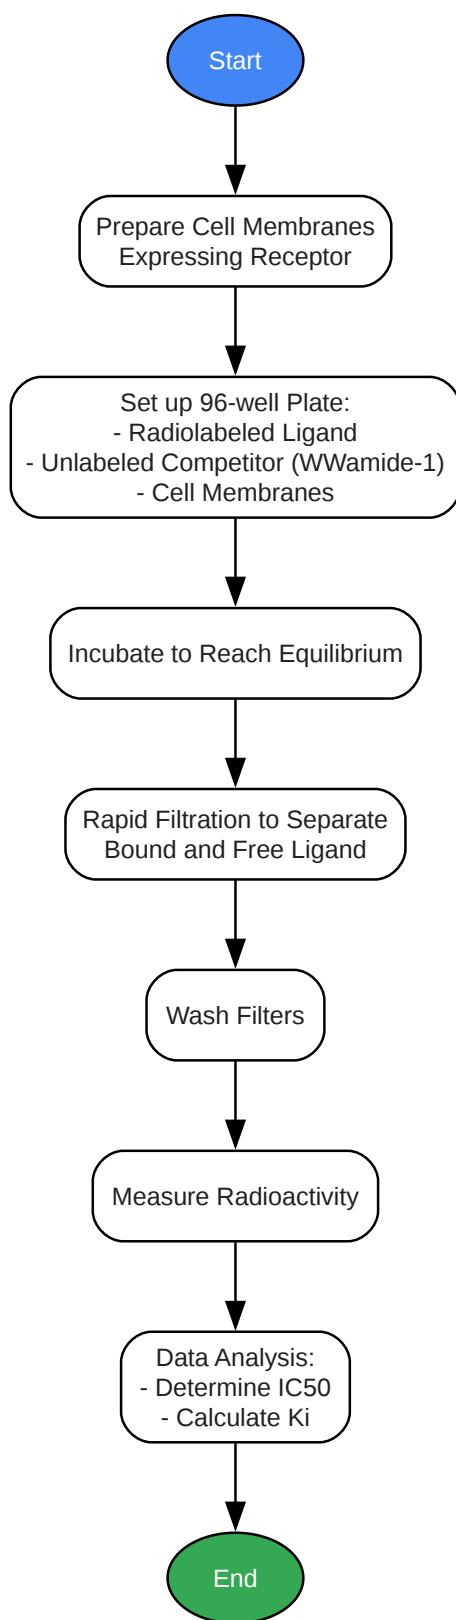 Start
Prepare Cell Membranes
Expressing Receptor
Set up 96-well Plate:
- Radiolabeled Ligand
- Unlabeled Competitor (WWamide-1)
- Cell Membranes
Incubate to Reach Equilibrium
Rapid Filtration to Separate
Bound and Free Ligand
Wash Filters
Measure Radioactivity
Data Analysis:
- Determine IC50
- Calculate Ki
End